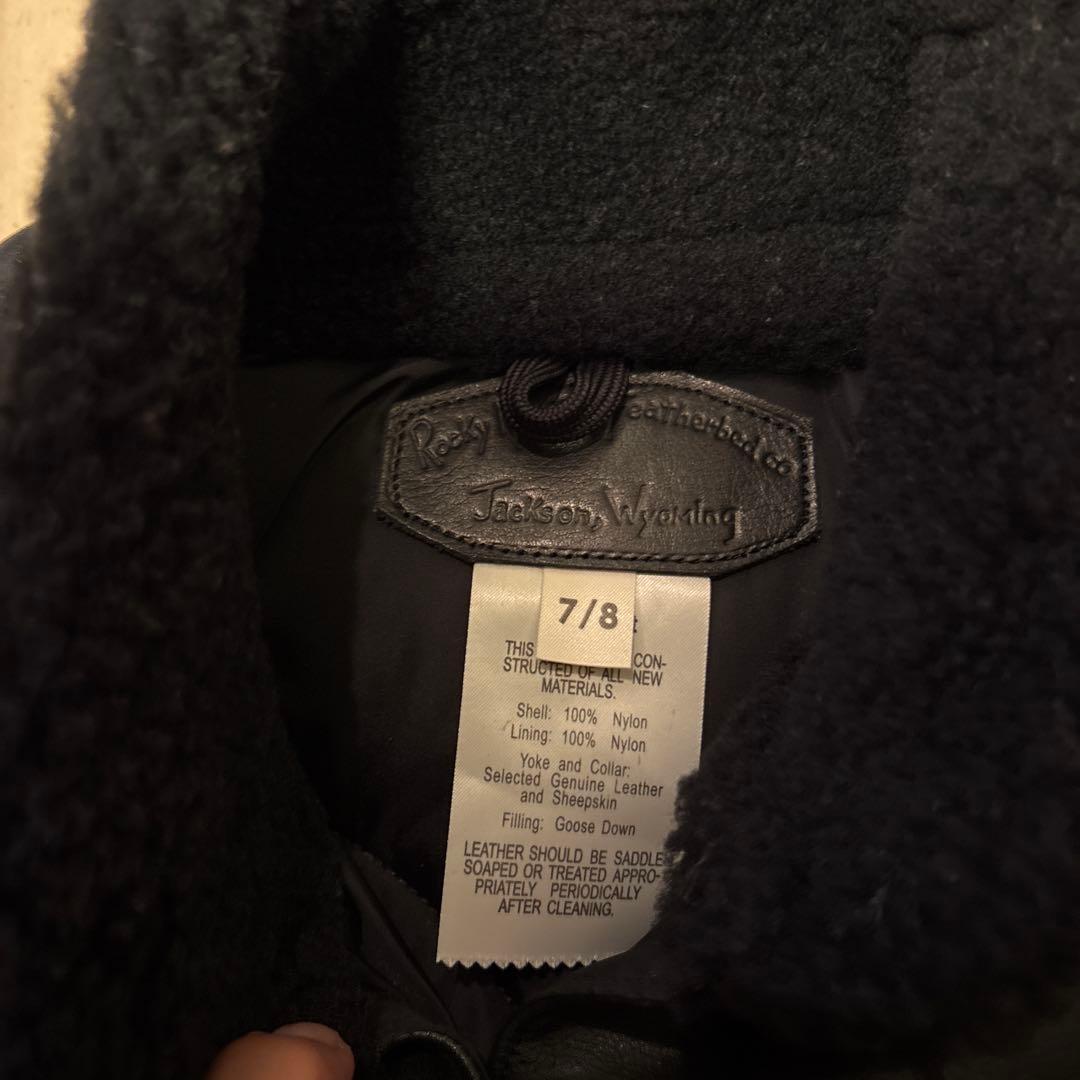 Rocky eatherbed co
Jackson, Wyoming
7/8
THIS CON-
STRUCTED OF ALL NEW
MATERIALS.
Shell: 100% Nylon
Lining: 100% Nylon
Yoke and Collar:
Selected Genuine Leather
and Sheepskin
Filling: Goose Down
LEATHER SHOULD BE SADDLE
SOAPED OR TREATED APPRO-
PRIATELY PERIODICALLY
AFTER CLEANING.